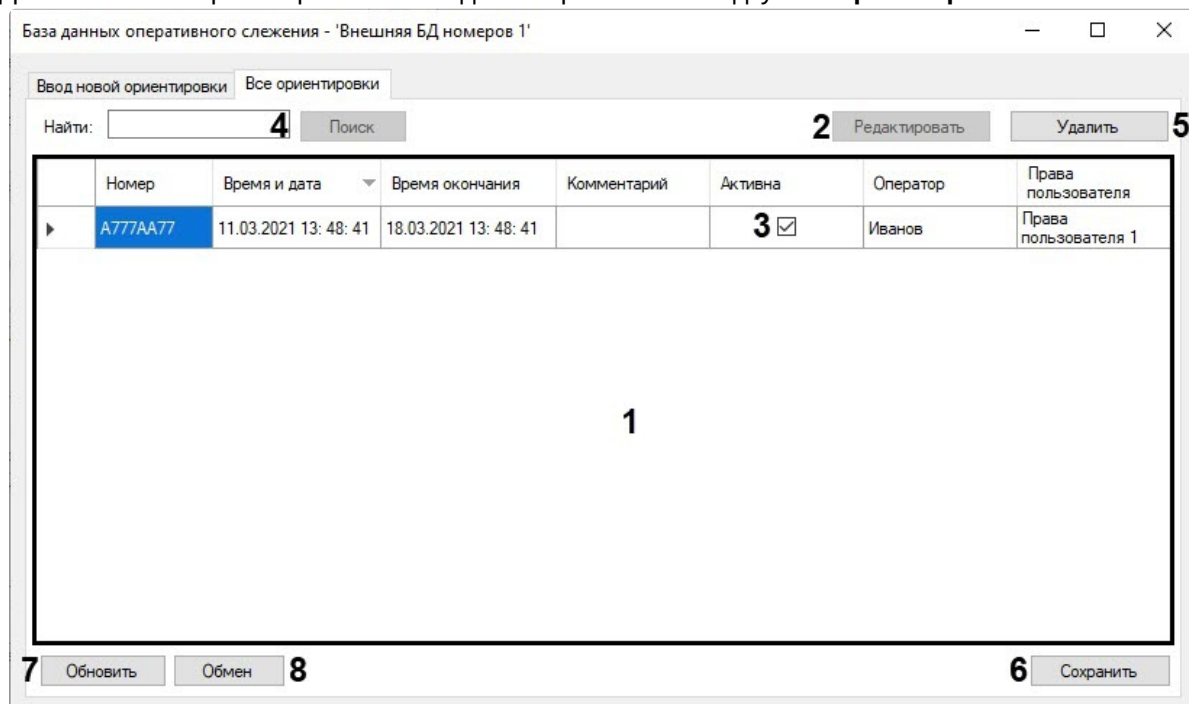 База данных оперативного слежения - 'Внешняя БД номеров 1'
Ввод новой ориентировки Все ориентировки
Найти: 4 Поиск 2 Редактировать Удалить 5
Номер Время и дата Время окончания Комментарий Активна Оператор Права пользователя
А777АА77 11.03.2021 13: 48: 41 18.03.2021 13: 48: 41 3 Иванов Права пользователя 1
1
7 Обновить Обмен 8 6 Сохранить